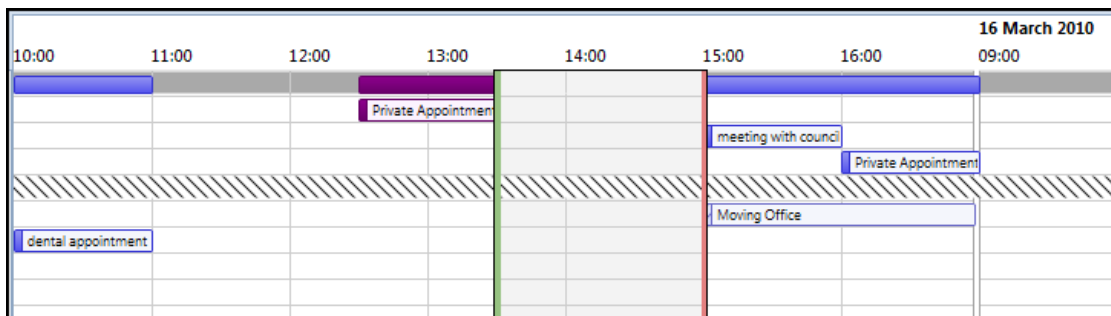 16 March 2010
10:00 11:00 12:00 13:00 14:00 15:00 16:00 09:00
Private Appointment
meeting with council
Private Appointment
Moving Office
dental appointment